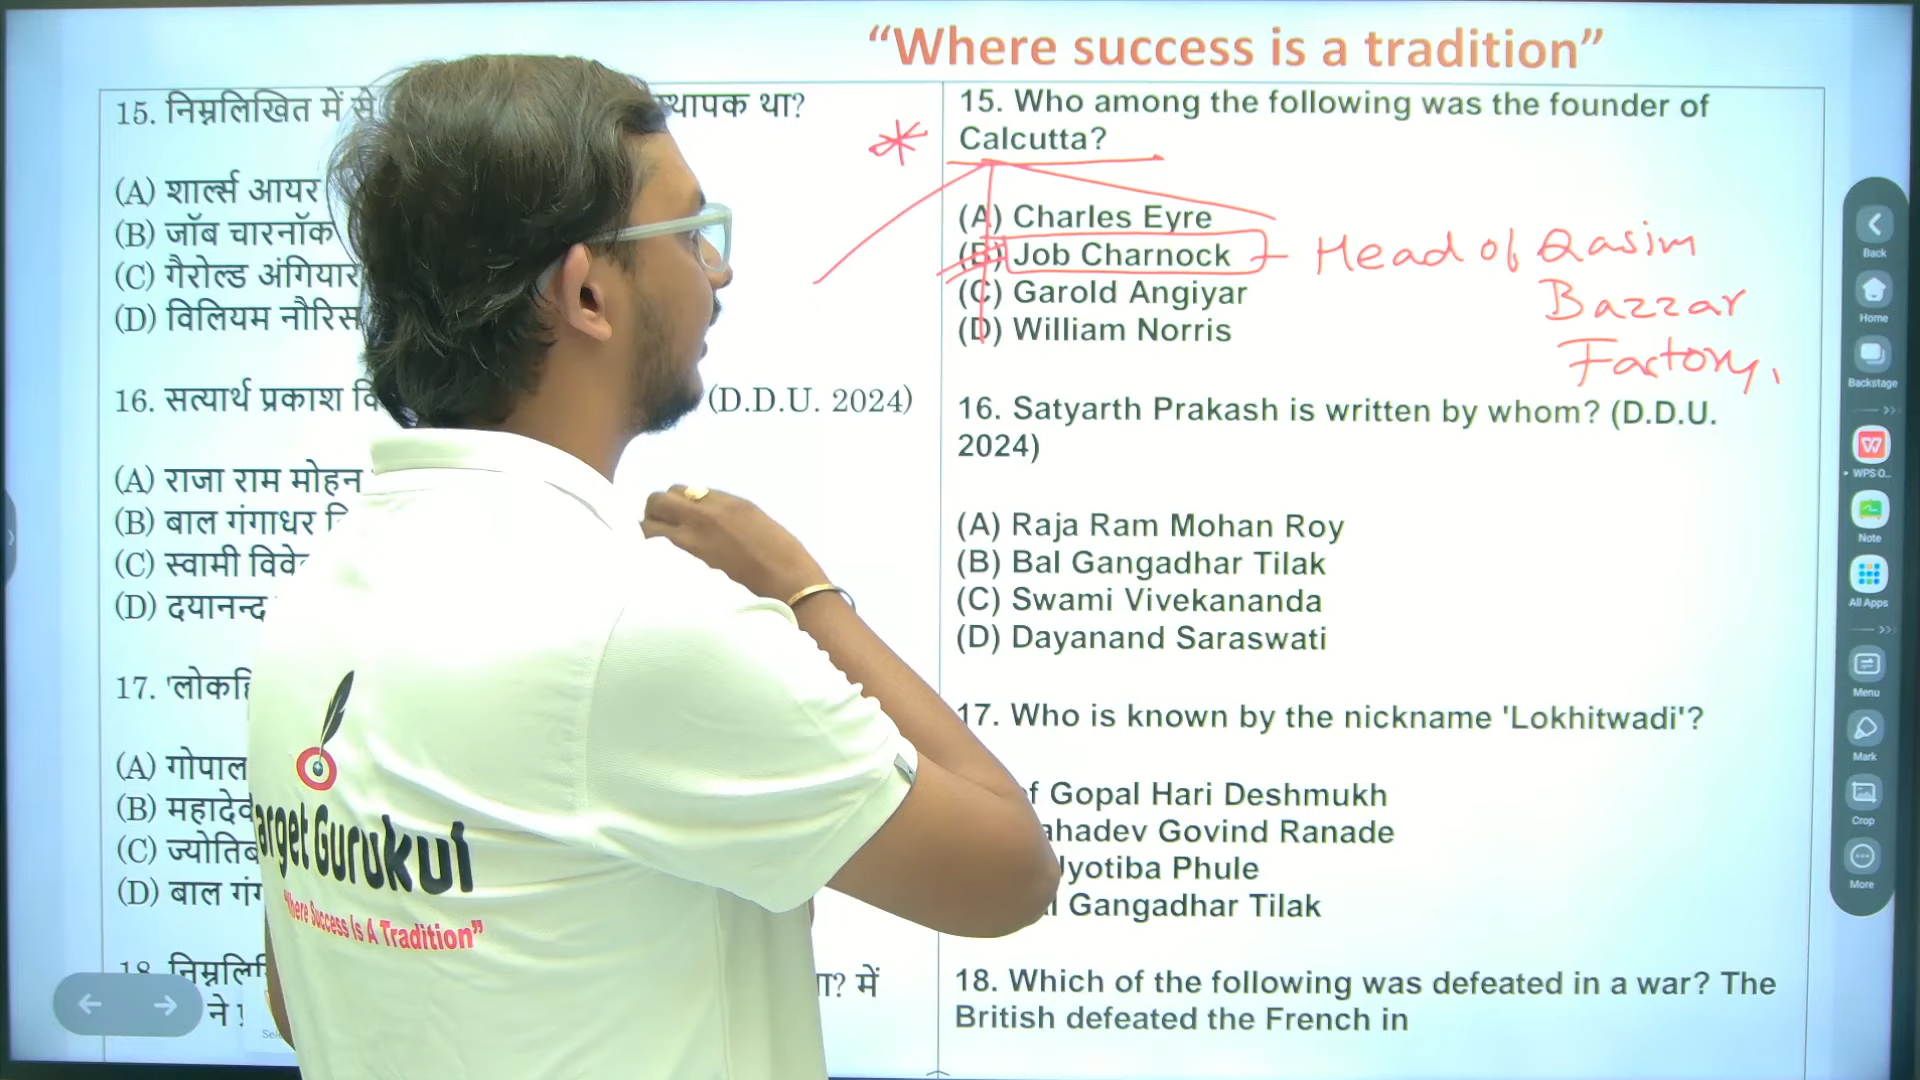 “Where success is a tradition”
15. निम्नलिखित में से
स्थापक था?
(A) शार्ल्स आयर
(B) जॉब चारनॉक
(C) गैरोल्ड अंगियार
(D) विलियम नौरिस
16. सत्यार्थ प्रकाश
(D.D.U. 2024)
(A) राजा राम मोहन
(B) बाल गंगाधर
(C) स्वामी
(D) दयानन्द
17.
(A) गोपाल
(B) महादेव
(C)
(D) बाल
18.
में
ने
15. Who among the following was the founder of
Calcutta?
(A) Charles Eyre
(B) Job Charnock
(C) Garold Angiyar
(D) William Norris
Head of Qasim
Bazzar
Factory,
16. Satyarth Prakash is written by whom? (D.D.U.
2024)
(A) Raja Ram Mohan Roy
(B) Bal Gangadhar Tilak
(C) Swami Vivekananda
(D) Dayanand Saraswati
17. Who is known by the nickname 'Lokhitwadi'?
Gopal Hari Deshmukh
Govind Ranade
Jyotiba Phule
Gangadhar Tilak
18. Which of the following was defeated in a war? The
British defeated the French in
arget Gurukul
Success Is A Tradition”
Back
Home
Backstage
WPS O...
Note
All Apps
Menu
Mark
Crop
More